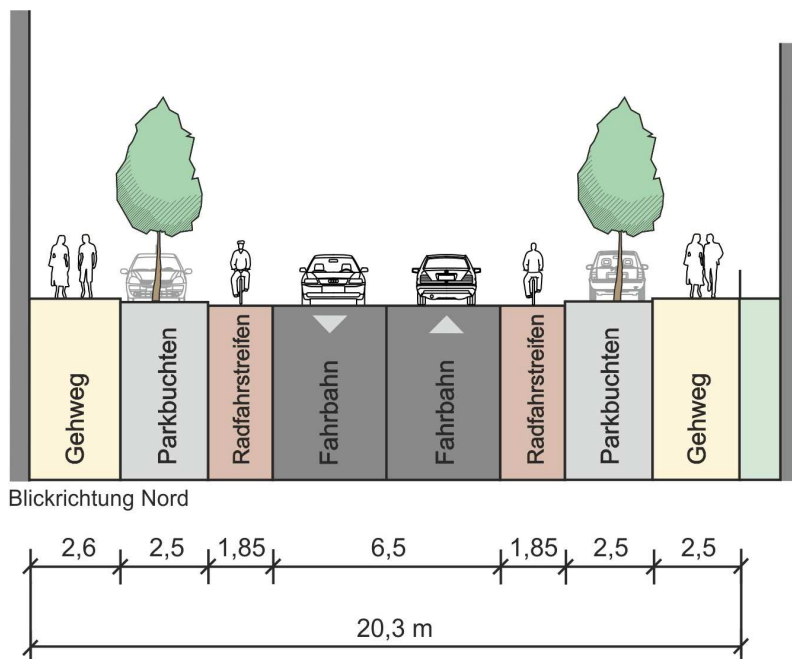 Gehweg
Parkbuchten
Radfahrstreifen
Fahrbahn
Fahrbahn
Radfahrstreifen
Parkbuchten
Gehweg
Blickrichtung Nord
2,6 2,5 1,85 6,5 1,85 2,5 2,5
20,3 m